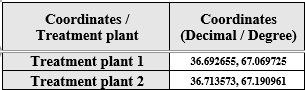 Coordinates /
Treatment plant
Coordinates
(Decimal / Degree)
Treatment plant 1
36.692655, 67.069725
Treatment plant 2
36.713573, 67.190961